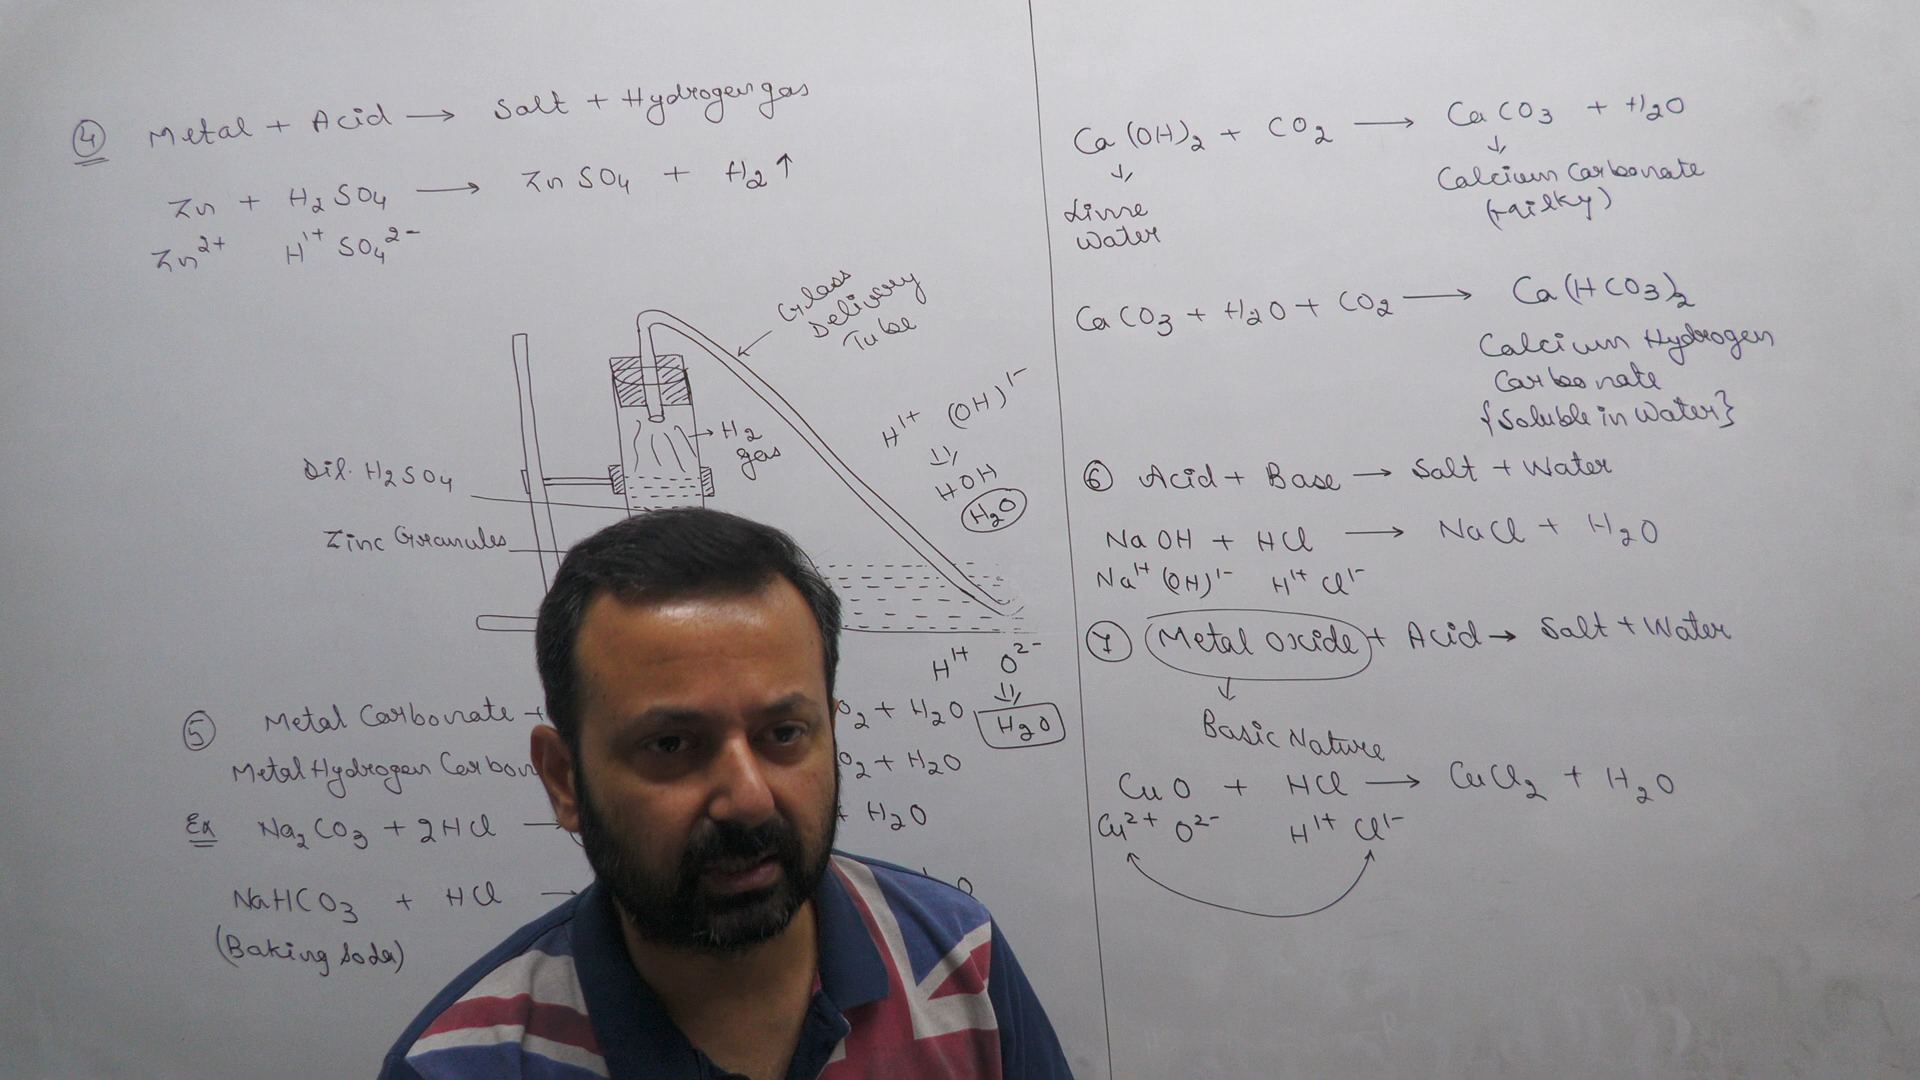 ④ Metal + Acid → Salt + Hydrogen gas
Zn + H₂SO₄ → ZnSO₄ + H₂↑
Zn²⁺ H¹⁺ SO₄²⁻
Glass
Delivery
Tube
H₂
gas
H¹⁺ (OH)¹⁻
⇓
HOH
H₂O
Dil. H₂SO₄
Zinc Granules
H¹⁺ O²⁻
⇓
H₂O
⑤ Metal Carbonate + O₂ + H₂O
Metal Hydrogen Carbon O₂ + H₂O
Ex Na₂CO₃ + 2HCl → + H₂O
NaHCO₃ + HCl →
(Baking Soda)
Ca(OH)₂ + CO₂ → CaCO₃ + H₂O
Lime
Water
Calcium Carbonate
(milky)
CaCO₃ + H₂O + CO₂ → Ca(HCO₃)₂
Calcium Hydrogen
Carbonate
{Soluble in Water}
⑥ Acid + Base → Salt + Water
NaOH + HCl → NaCl + H₂O
Na¹⁺ (OH)¹⁻ H¹⁺ Cl¹⁻
⑦ Metal Oxide + Acid → Salt + Water
↓
Basic Nature
CuO + HCl → CuCl₂ + H₂O
Cu²⁺ O²⁻ H¹⁺ Cl¹⁻